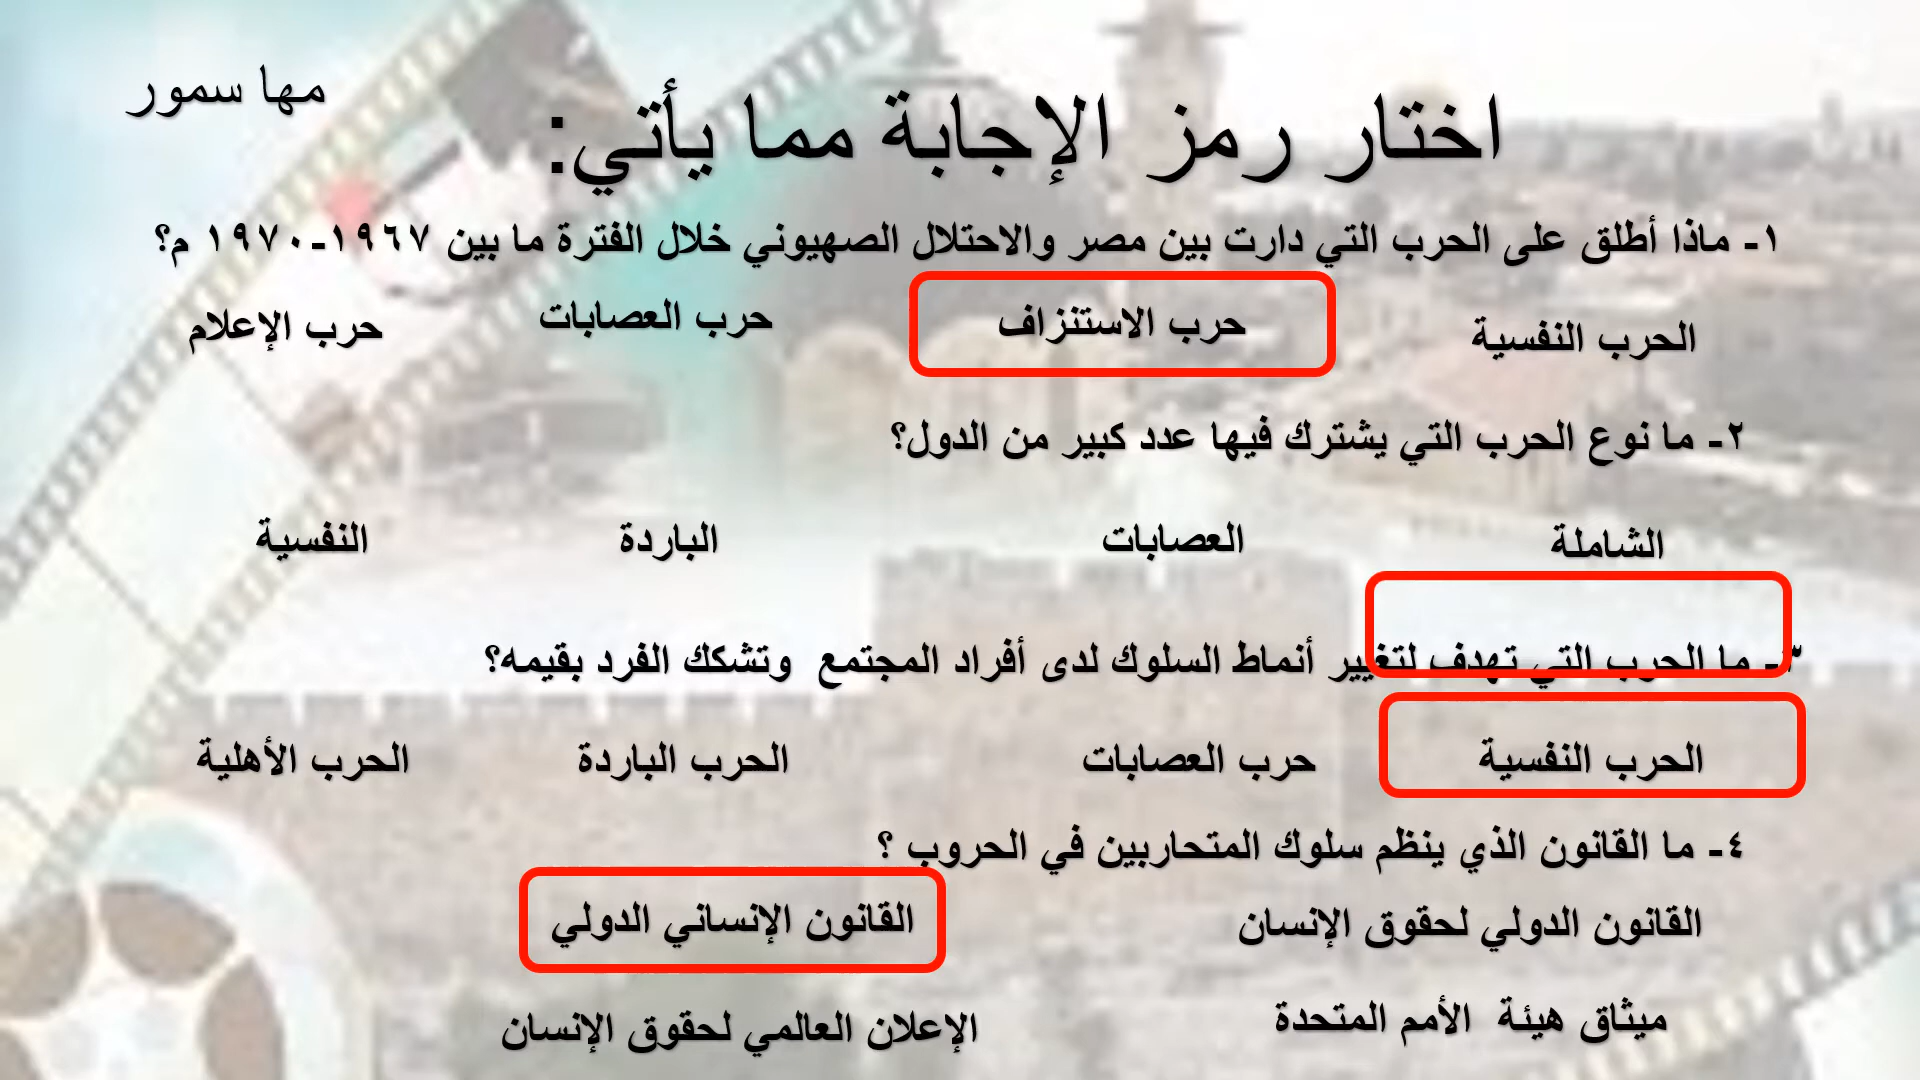 مها سمور
اختار رمز الإجابة مما يأتي:
١- ماذا أطلق على الحرب التي دارت بين مصر والاحتلال الصهيوني خلال الفترة ما بين ١٩٦٧-١٩٧٠ م؟
الحرب النفسية حرب الاستنزاف حرب العصابات حرب الإعلام
٢- ما نوع الحرب التي يشترك فيها عدد كبير من الدول؟
الشاملة العصابات الباردة النفسية
٣- ما الحرب التي تهدف لتغيير أنماط السلوك لدى أفراد المجتمع وتشكك الفرد بقيمه؟
الحرب النفسية حرب العصابات الحرب الباردة الحرب الأهلية
٤- ما القانون الذي ينظم سلوك المتحاربين في الحروب ؟
القانون الدولي لحقوق الإنسان القانون الإنساني الدولي
ميثاق هيئة الأمم المتحدة الإعلان العالمي لحقوق الإنسان